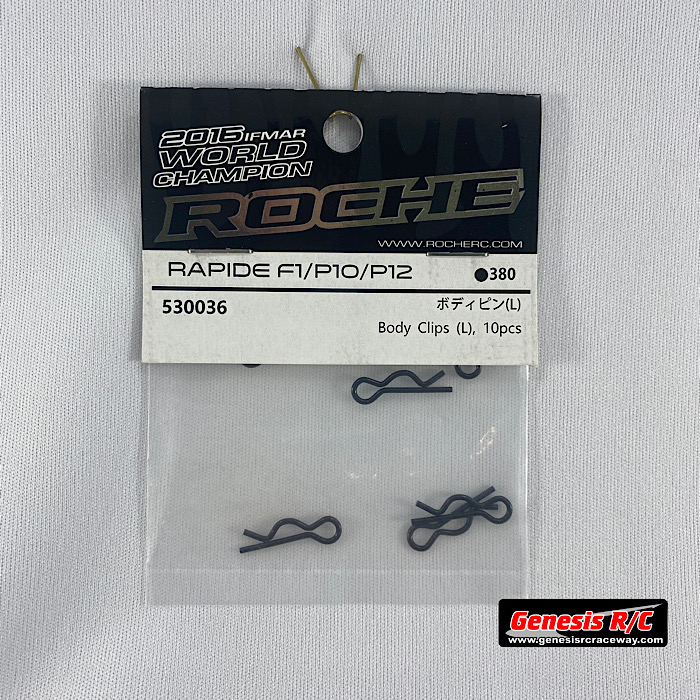 2015 IFMAR
WORLD
CHAMPION
ROCHE
WWW.ROCHERC.COM
RAPIDE F1/P10/P12
●380
530036
ボディピン(L)
Body Clips (L), 10pcs
Genesis R/C
www.genesisrcraceway.com